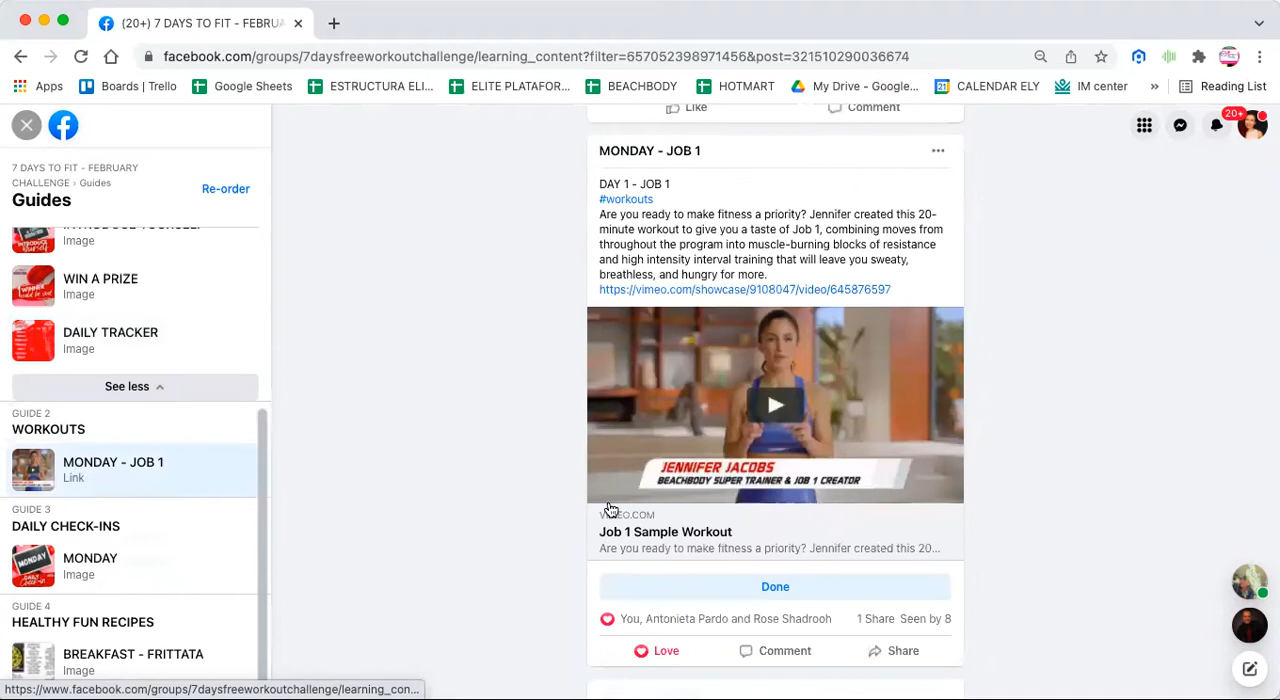 (20+) 7 DAYS TO FIT - FEBRU
facebook.com/groups/7daysfreeworkoutchallenge/learning_content?filter=657052398971456&post=321510290036674
Apps
Boards | Trello
Google Sheets
ESTRUCTURA ELI...
ELITE PLATAFOR...
BEACHBODY
HOTMART
My Drive - Google...
CALENDAR ELY
IM center
»
Reading List
20+
7 DAYS TO FIT - FEBRUARY
CHALLENGE › Guides
Guides
Re-order
Image
WIN A PRIZE
Image
DAILY TRACKER
Image
See less
GUIDE 2
WORKOUTS
MONDAY - JOB 1
Link
GUIDE 3
DAILY CHECK-INS
MONDAY
Image
GUIDE 4
HEALTHY FUN RECIPES
BREAKFAST - FRITTATA
Image
https://www.facebook.com/groups/7daysfreeworkoutchallenge/learning_con...
Like
Comment
MONDAY - JOB 1
DAY 1 - JOB 1
#workouts
Are you ready to make fitness a priority? Jennifer created this 20-
minute workout to give you a taste of Job 1, combining moves from
throughout the program into muscle-burning blocks of resistance
and high intensity interval training that will leave you sweaty,
breathless, and hungry for more.
https://vimeo.com/showcase/9108047/video/645876597
JENNIFER JACOBS
BEACHBODY SUPER TRAINER & JOB 1 CREATOR
Job 1 Sample Workout
Are you ready to make fitness a priority? Jennifer created this 20...
Done
You, Antonieta Pardo and Rose Shadrooh
1 Share Seen by 8
Love
Comment
Share